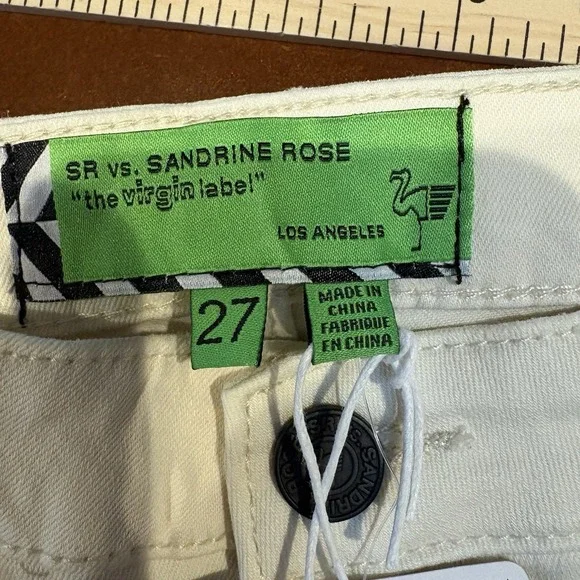 SR vs. SANDRINE ROSE
"the virgin label"
LOS ANGELES
27
MADE IN
CHINA
FABRIQUE
EN CHINA